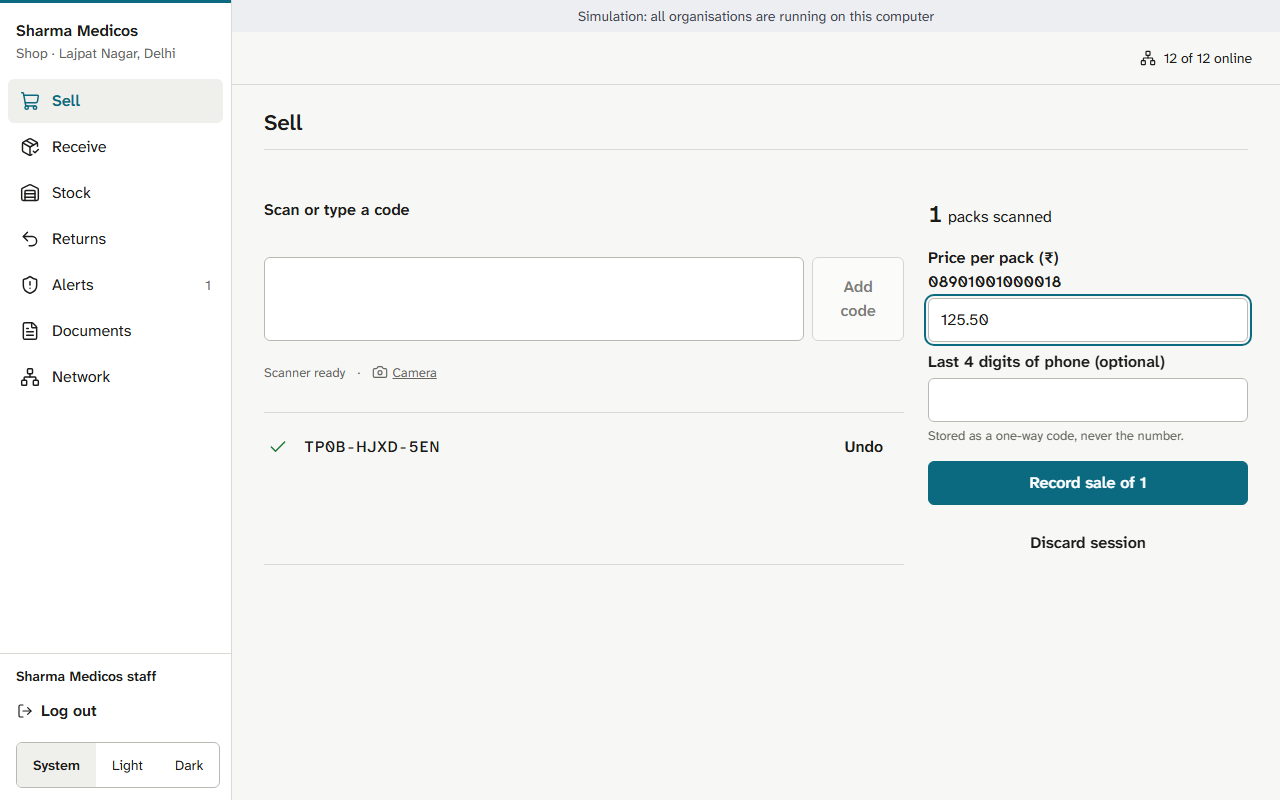 Simulation: all organisations are running on this computer
Sharma Medicos
Shop · Lajpat Nagar, Delhi
12 of 12 online
Sell
Receive
Stock
Returns
Alerts 1
Documents
Network
Sell
Scan or type a code
Add code
Scanner ready · Camera
TP0B-HJXD-5EN
Undo
1 packs scanned
Price per pack (₹)
08901001000018
125.50
Last 4 digits of phone (optional)
Stored as a one-way code, never the number.
Record sale of 1
Discard session
Sharma Medicos staff
Log out
System Light Dark